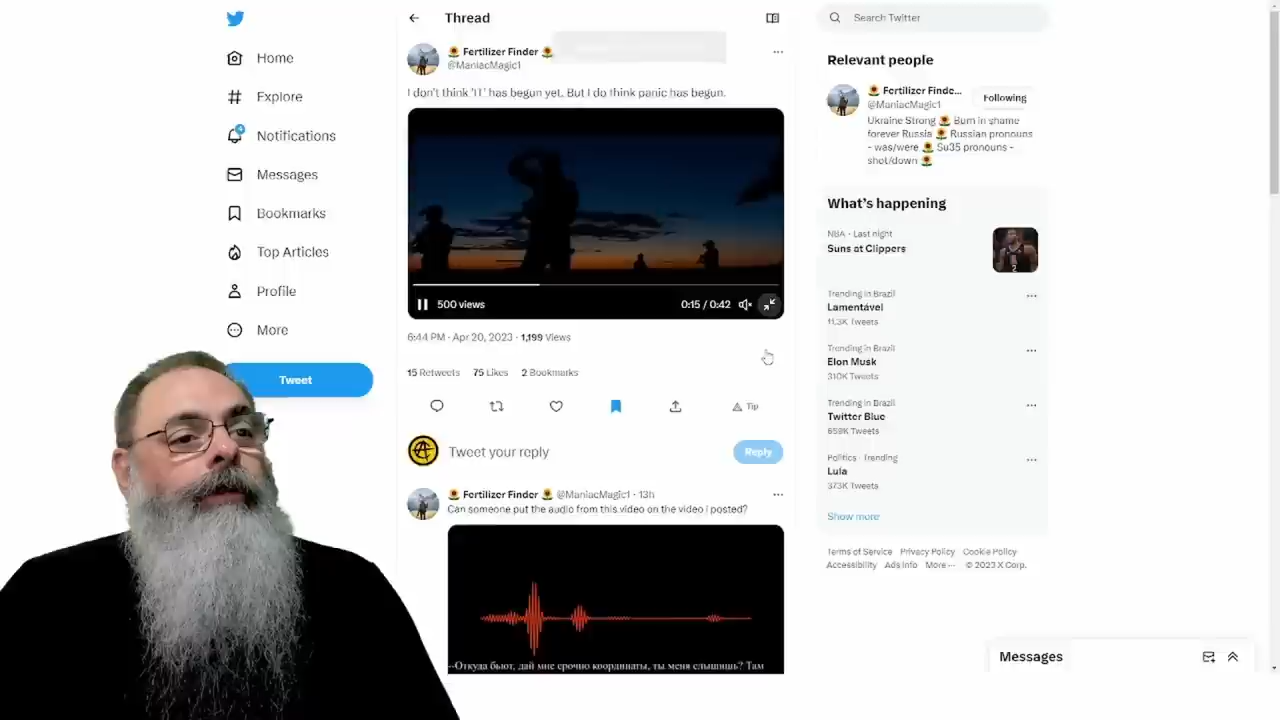 Home
Explore
Notifications
Messages
Bookmarks
Top Articles
Profile
More
Tweet
Thread
Fertilizer Finder
@ManiacMagic1
I don't think 'IT' has begun yet. But I do think panic has begun.
500 views
0:15 / 0:42
6:44 PM · Apr 20, 2023 · 1,199 Views
15 Retweets 75 Likes 2 Bookmarks
Tip
Tweet your reply
Reply
Fertilizer Finder @ManiacMagic1 · 13h
Can someone put the audio from this video on the video I posted?
--Откуда бьют, дай мне срочно координаты, ты меня слышишь? Там
Search Twitter
Relevant people
Fertilizer Finde...
@ManiacMagic1
Following
Ukraine Strong Burn in shame
forever Russia Russian pronouns
- was/were Su35 pronouns -
shot/down
What's happening
NBA · Last night
Suns at Clippers
Trending in Brazil
Lamentável
11.3K Tweets
Trending in Brazil
Elon Musk
310K Tweets
Trending in Brazil
Twitter Blue
659K Tweets
Politics · Trending
Lula
373K Tweets
Show more
Terms of Service Privacy Policy Cookie Policy
Accessibility Ads info More ··· © 2023 X Corp.
Messages